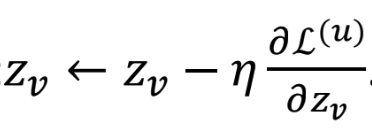 z_v ← z_v − η ∂ℒ^(u)/∂z_v